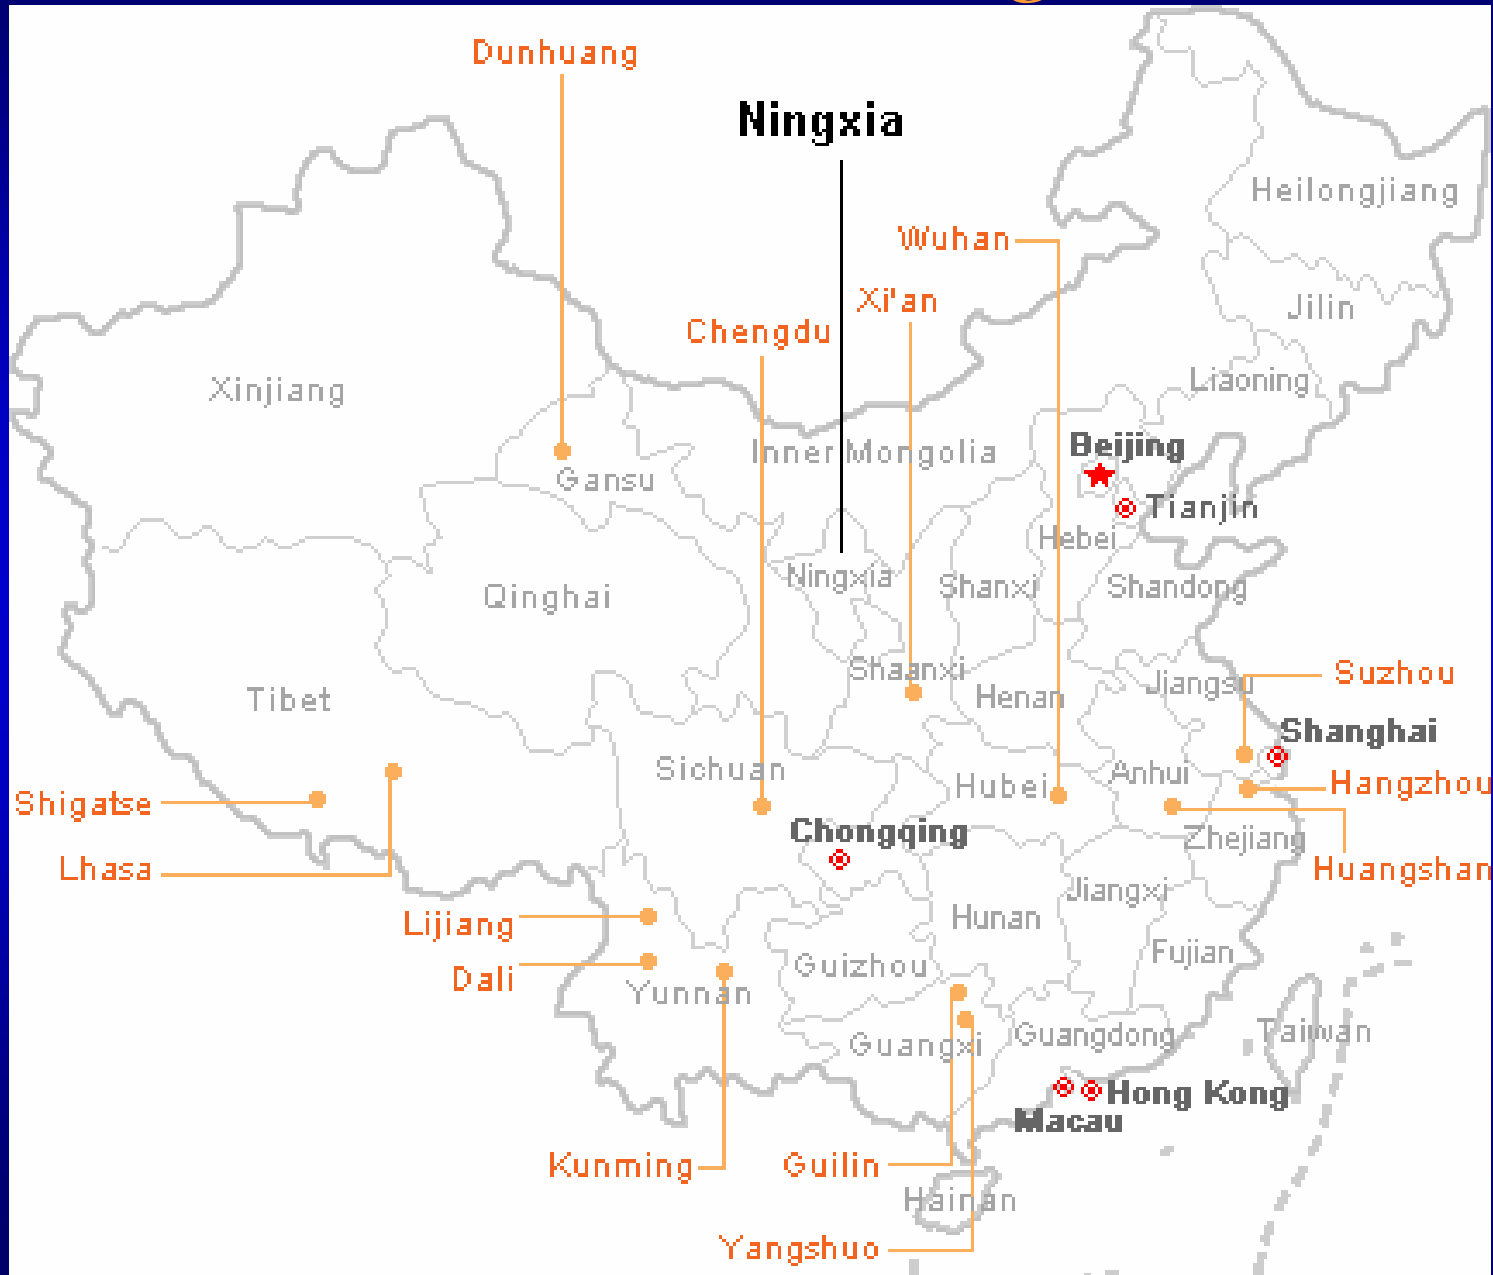 Dunhuang
Ningxia
Heilongjiang
Wuhan
Xi'an
Jilin
Chengdu
Xinjiang
Liaoning
Inner Mongolia
Beijing
Gansu
Tianjin
Hebei
Ningxia
Shanxi
Shandong
Qinghai
Shaanxi
Suzhou
Jiangsu
Henan
Tibet
Shanghai
Sichuan
Anhui
Hubei
Hangzhou
Shigatse
Chongqing
Zhejiang
Lhasa
Huangshan
Jiangxi
Hunan
Lijiang
Fujian
Guizhou
Dali
Yunnan
Taiwan
Guangdong
Guangxi
Hong Kong
Macau
Kunming
Guilin
Hainan
Yangshuo